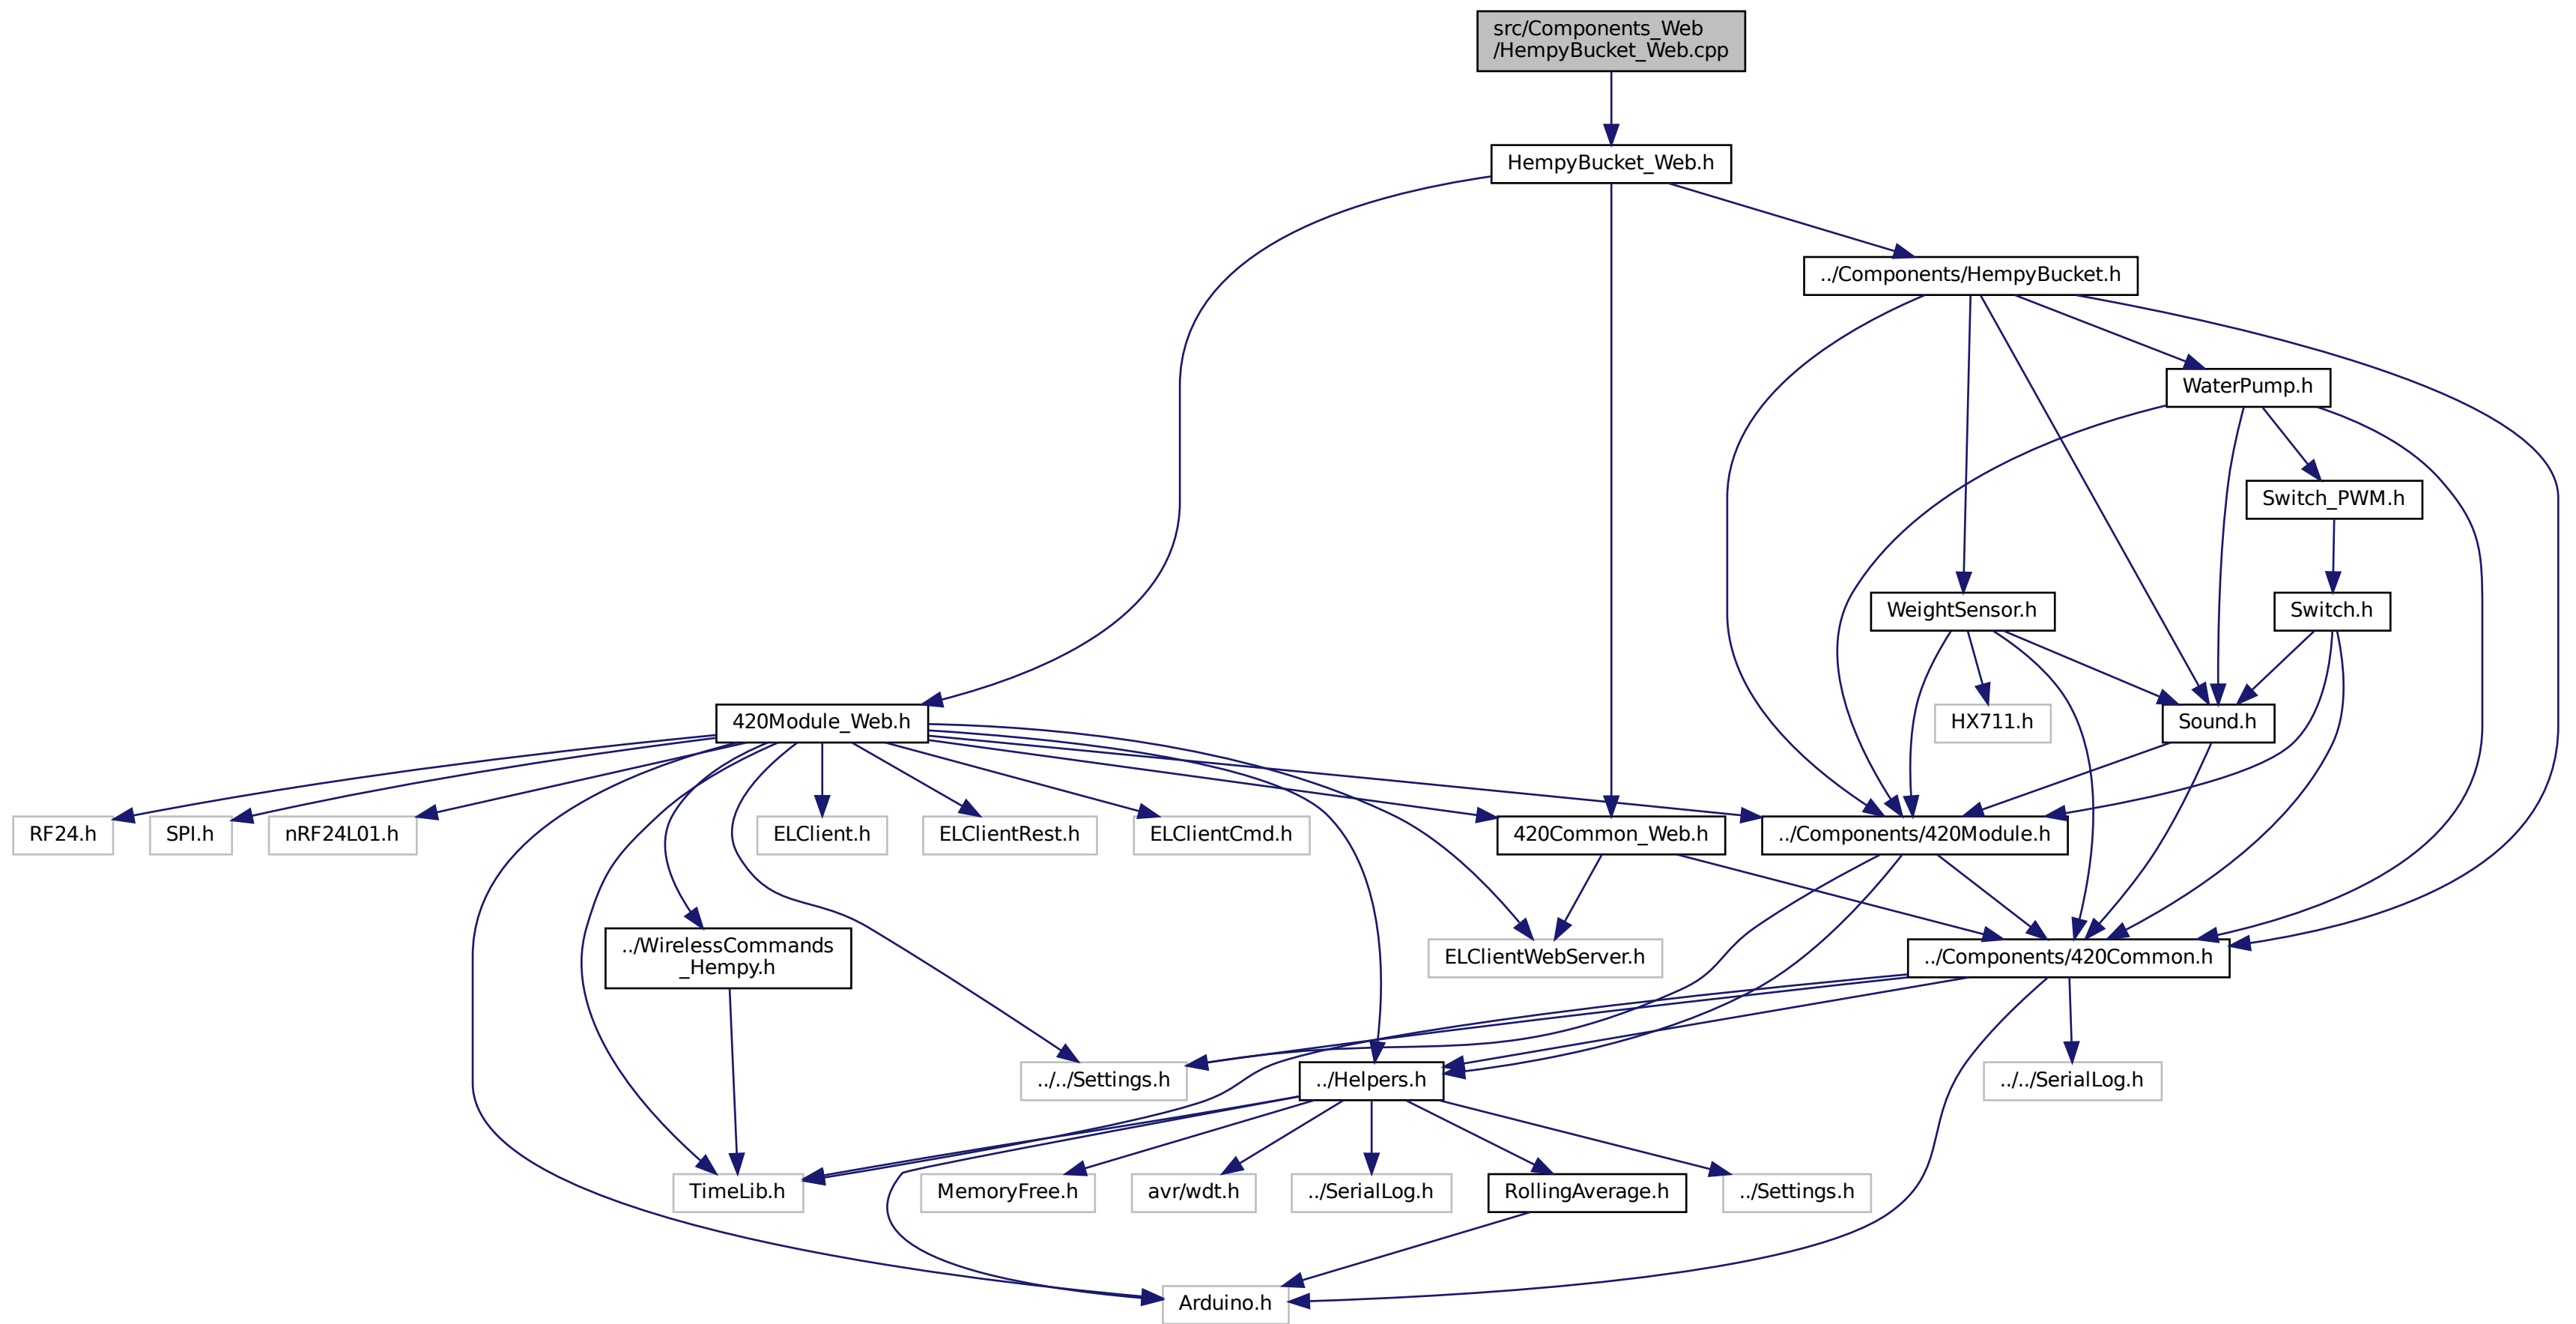 src/Components_Web
/HempyBucket_Web.cpp
HempyBucket_Web.h
../Components/HempyBucket.h
WaterPump.h
Switch_PWM.h
WeightSensor.h
Switch.h
420Module_Web.h
HX711.h
Sound.h
RF24.h
SPI.h
nRF24L01.h
ELClient.h
ELClientRest.h
ELClientCmd.h
420Common_Web.h
../Components/420Module.h
../WirelessCommands
_Hempy.h
ELClientWebServer.h
../Components/420Common.h
../../Settings.h
../Helpers.h
../../SerialLog.h
TimeLib.h
MemoryFree.h
avr/wdt.h
../SerialLog.h
RollingAverage.h
../Settings.h
Arduino.h